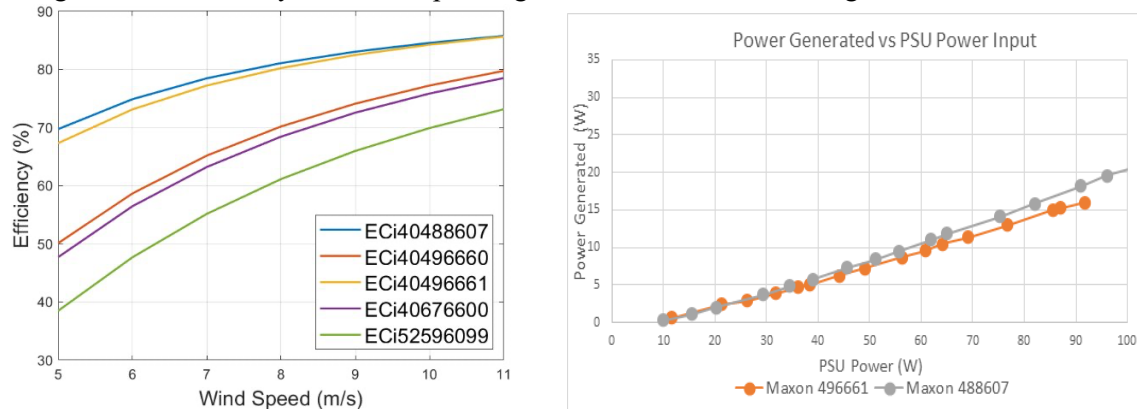 90
80
70
60
50
40
30
Efficiency (%)
5 6 7 8 9 10 11
Wind Speed (m/s)
ECi40488607
ECi40496660
ECi40496661
ECi40676600
ECi52596099
Power Generated vs PSU Power Input
35
30
25
20
15
10
5
0
Power Generated (W)
0 10 20 30 40 50 60 70 80 90 100
PSU Power (W)
Maxon 496661 Maxon 488607